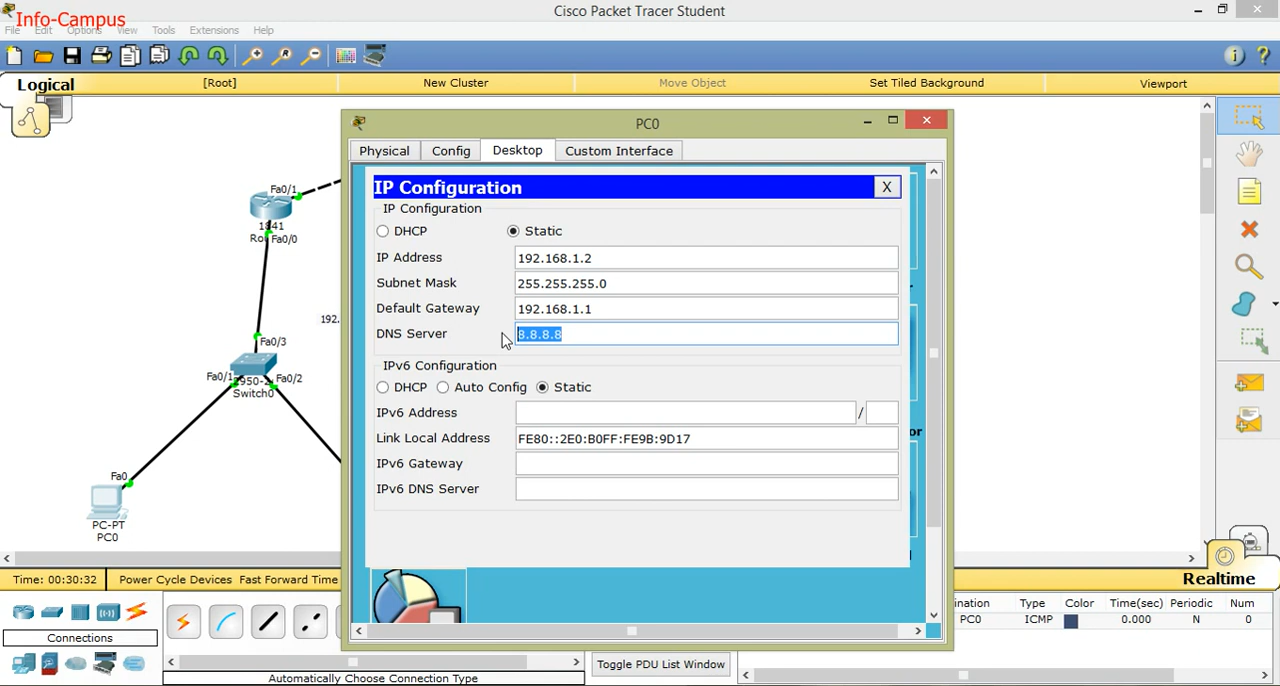 Cisco Packet Tracer Student
Info-Campus
File Edit Options View Tools Extensions Help
Logical
[Root]
New Cluster
Move Object
Set Tiled Background
Viewport
PC0
Physical Config Desktop Custom Interface
IP Configuration
X
IP Configuration
DHCP Static
IP Address 192.168.1.2
Subnet Mask 255.255.255.0
Default Gateway 192.168.1.1
DNS Server 8.8.8.8
IPv6 Configuration
DHCP Auto Config Static
IPv6 Address /
Link Local Address FE80::2E0:B0FF:FE9B:9D17
IPv6 Gateway
IPv6 DNS Server
Fa0/1
1841
Fa0/0
192.
Fa0/3
Fa0/1
Fa0/2
Switch0
Fa0
PC-PT
PC0
Time: 00:30:32 Power Cycle Devices Fast Forward Time
Realtime
Connections
Automatically Choose Connection Type
Toggle PDU List Window
ination Type Color Time(sec) Periodic Num
PC0 ICMP 0.000 N 0